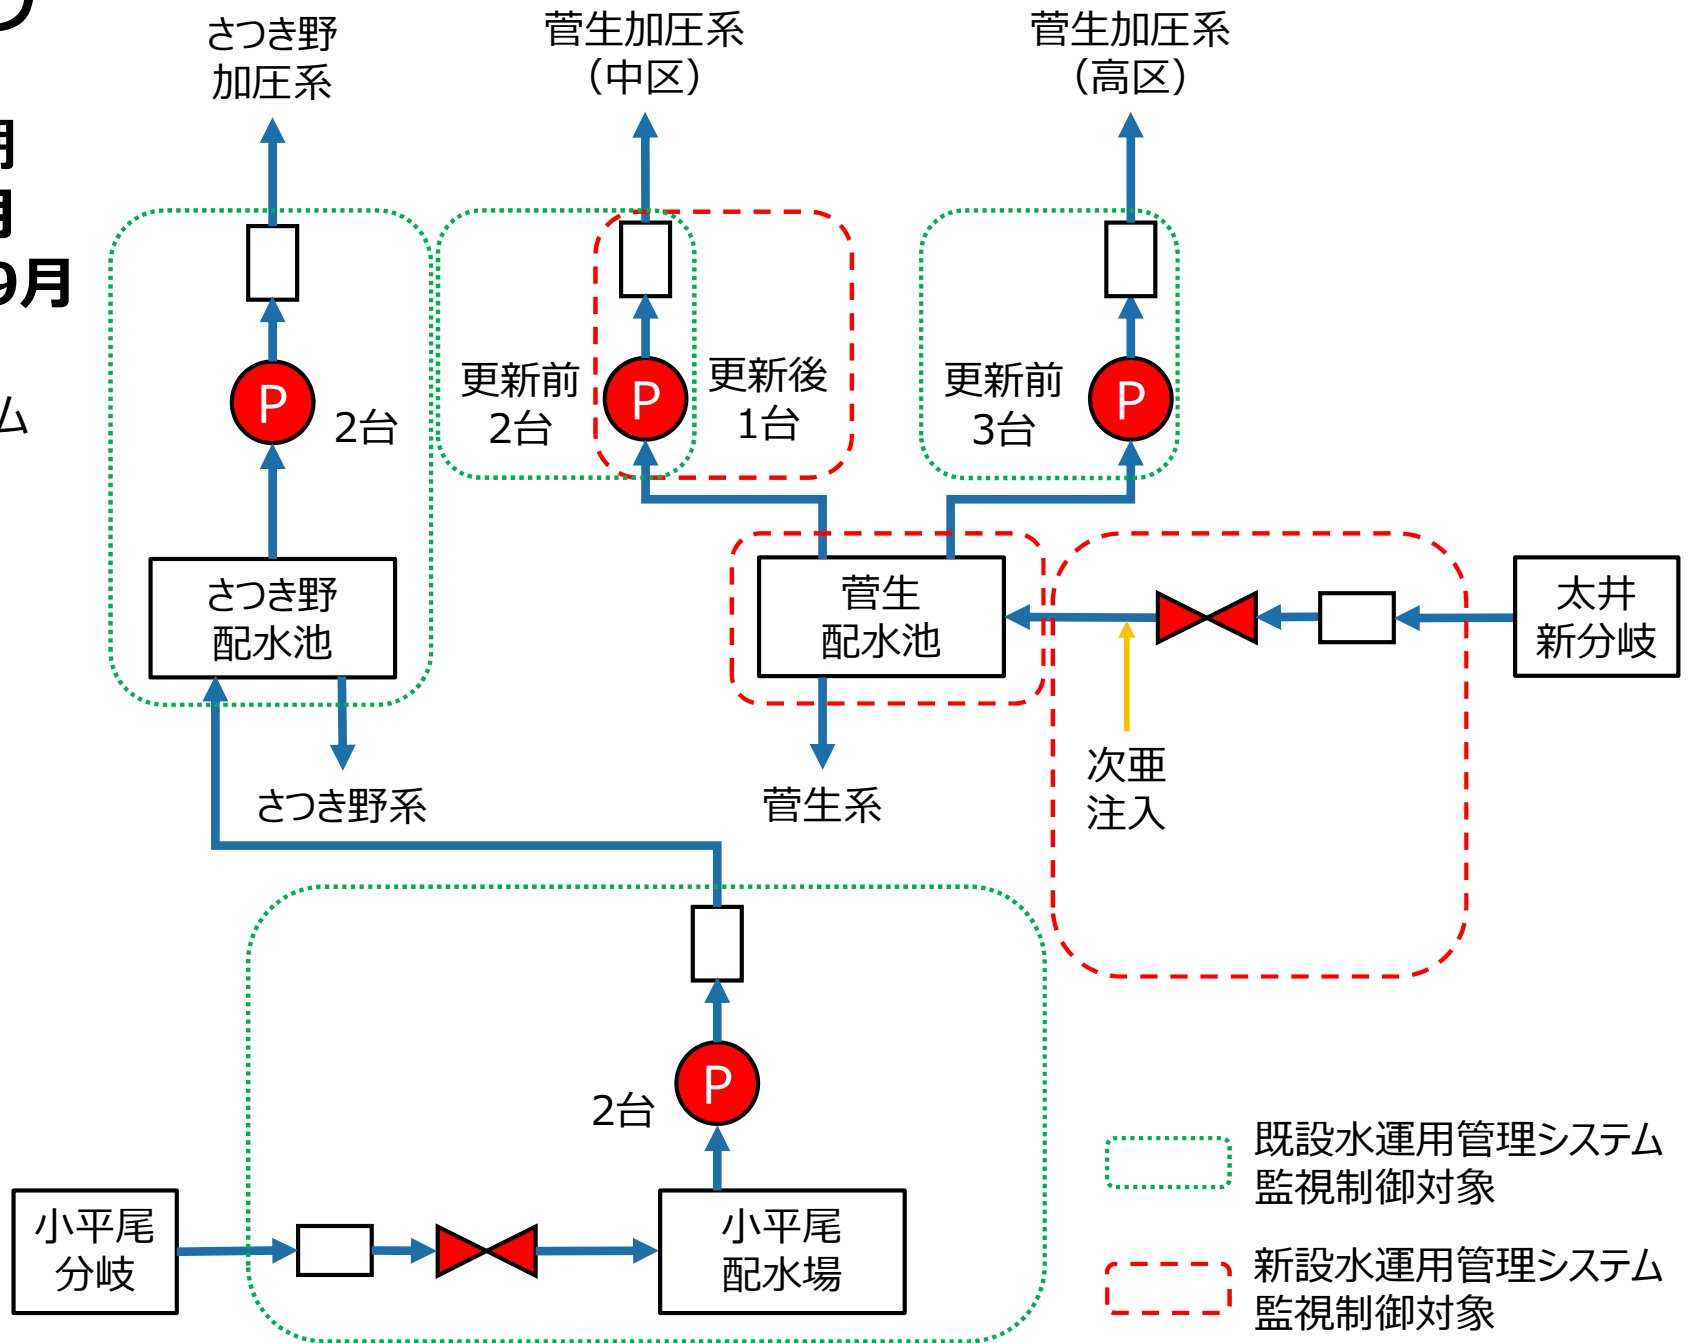 さつき野
加圧系
菅生加圧系
（中区）
菅生加圧系
（高区）
月
月
9月
ム
P
2台
更新前
2台
P
更新後
1台
更新前
3台
P
さつき野
配水池
菅生
配水池
太井
新分岐
さつき野系
菅生系
次亜
注入
P
2台
小平尾
分岐
小平尾
配水場
既設水運用管理システム
監視制御対象
新設水運用管理システム
監視制御対象